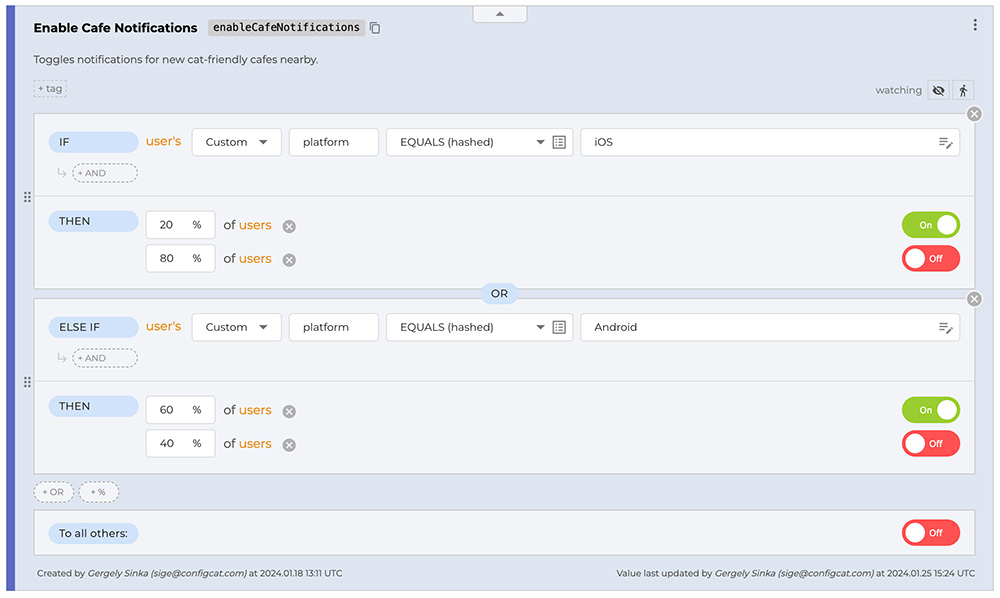 Enable Cafe Notifications enableCafeNotifications
Toggles notifications for new cat-friendly cafes nearby.
+ tag watching
IF user's Custom platform EQUALS (hashed) iOS
+ AND
THEN 20 % of users On
80 % of users Off
OR
ELSE IF user's Custom platform EQUALS (hashed) Android
+ AND
THEN 60 % of users On
40 % of users Off
+ OR + %
To all others: Off
Created by Gergely Sinka (sige@configcat.com) at 2024.01.18 13:11 UTC Value last updated by Gergely Sinka (sige@configcat.com) at 2024.01.25 15:24 UTC